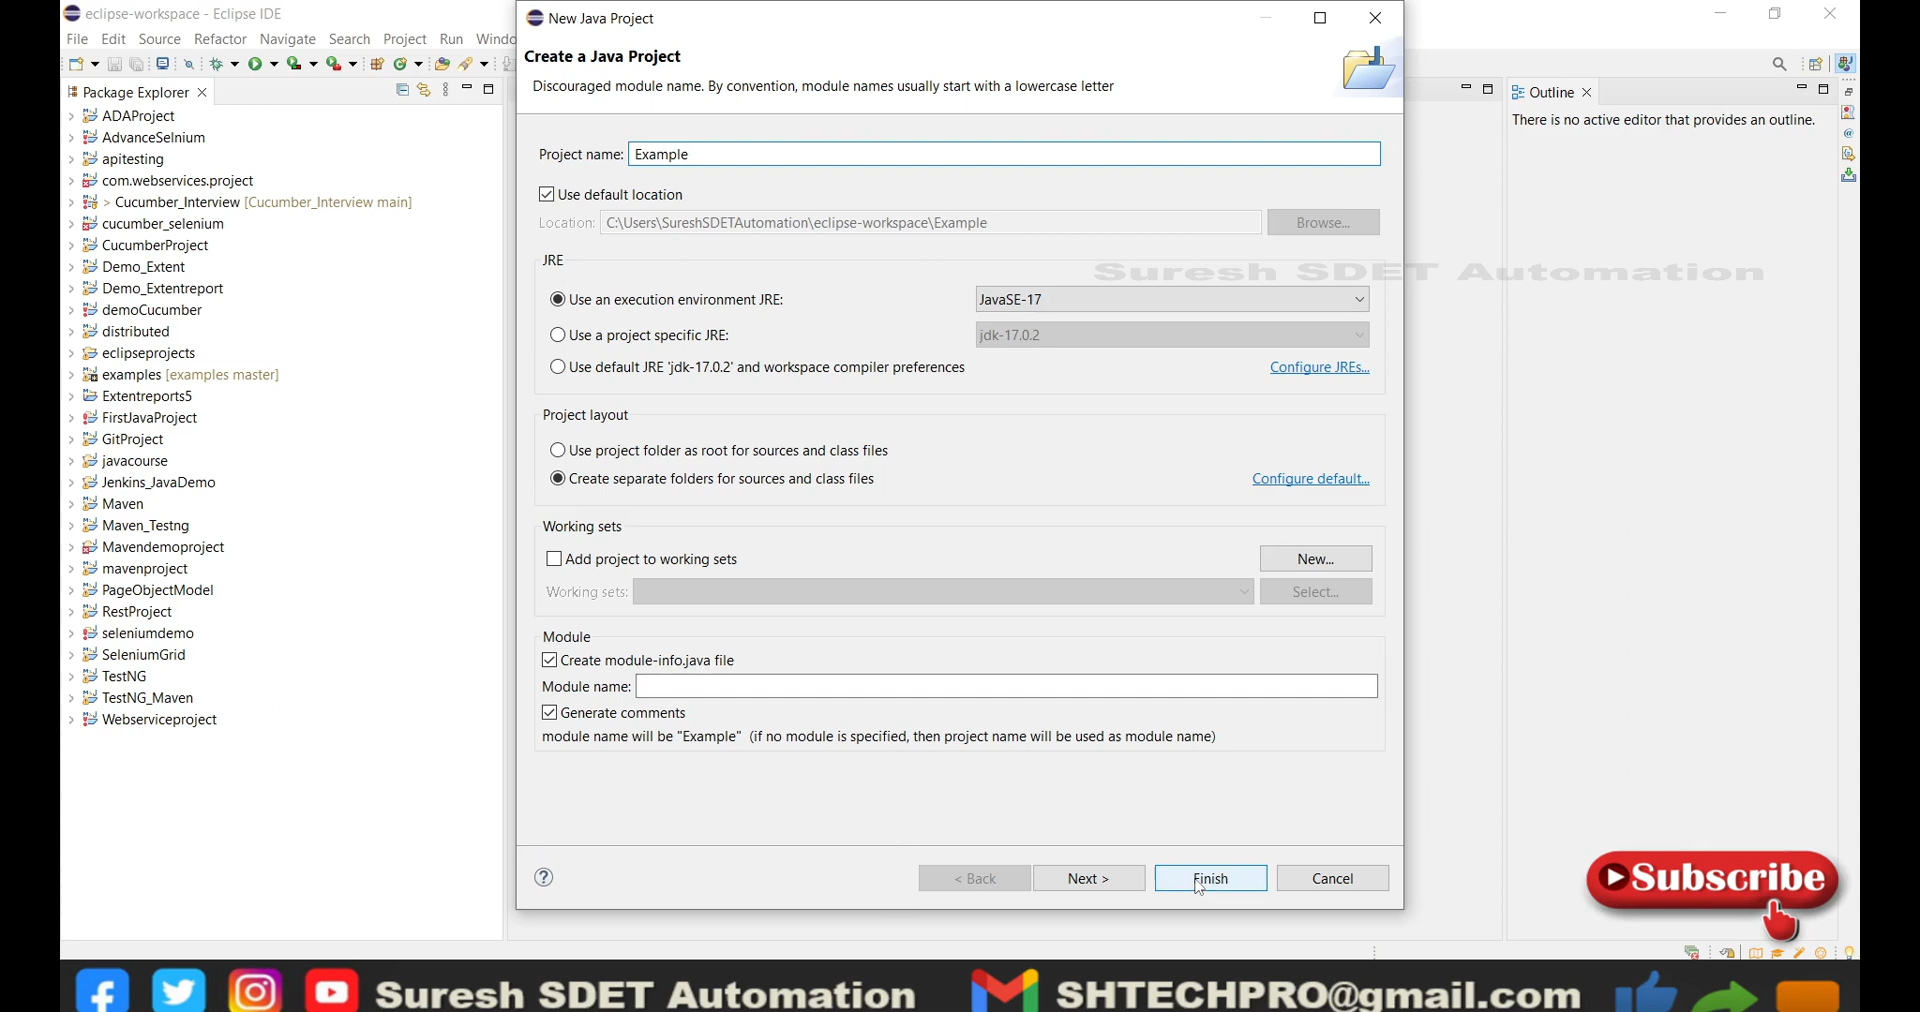 eclipse-workspace - Eclipse IDE
File Edit Source Refactor Navigate Search Project Run Windo
Package Explorer
ADAProject
AdvanceSelnium
apitesting
com.webservices.project
> Cucumber_Interview [Cucumber_Interview main]
cucumber_selenium
CucumberProject
Demo_Extent
Demo_Extentreport
demoCucumber
distributed
eclipseprojects
examples [examples master]
Extentreports5
FirstJavaProject
GitProject
javacourse
Jenkins_JavaDemo
Maven
Maven_Testng
Mavendemoproject
mavenproject
PageObjectModel
RestProject
seleniumdemo
SeleniumGrid
TestNG
TestNG_Maven
Webserviceproject
New Java Project
Create a Java Project
Discouraged module name. By convention, module names usually start with a lowercase letter
Project name: Example
Use default location
Location: C:\Users\SureshSDETAutomation\eclipse-workspace\Example Browse...
JRE
Suresh SDET Automation
Use an execution environment JRE: JavaSE-17
Use a project specific JRE: jdk-17.0.2
Use default JRE 'jdk-17.0.2' and workspace compiler preferences Configure JREs...
Project layout
Use project folder as root for sources and class files
Create separate folders for sources and class files Configure default...
Working sets
Add project to working sets New...
Working sets: Select...
Module
Create module-info.java file
Module name:
Generate comments
module name will be "Example" (if no module is specified, then project name will be used as module name)
? < Back Next > Finish Cancel
Outline
There is no active editor that provides an outline.
Subscribe
Suresh SDET Automation SHTECHPRO@gmail.com